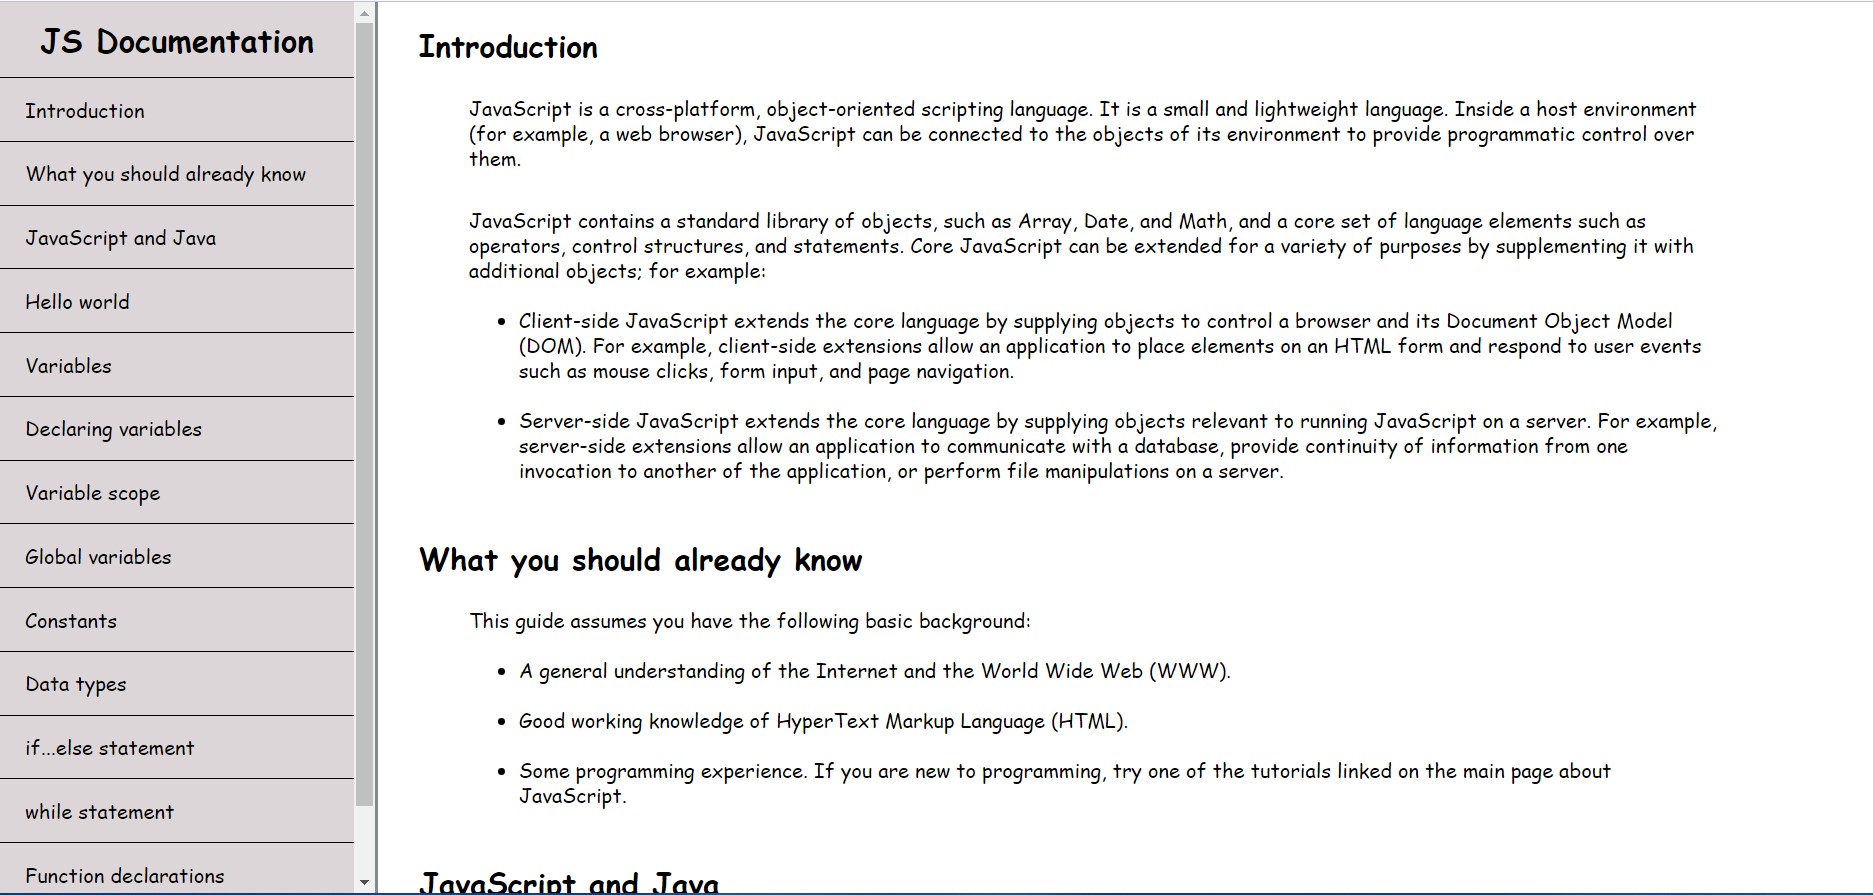 JS Documentation
Introduction
What you should already know
JavaScript and Java
Hello world
Variables
Declaring variables
Variable scope
Global variables
Constants
Data types
if...else statement
while statement
Function declarations
Introduction
JavaScript is a cross-platform, object-oriented scripting language. It is a small and lightweight language. Inside a host environment
(for example, a web browser), JavaScript can be connected to the objects of its environment to provide programmatic control over
them.
JavaScript contains a standard library of objects, such as Array, Date, and Math, and a core set of language elements such as
operators, control structures, and statements. Core JavaScript can be extended for a variety of purposes by supplementing it with
additional objects; for example:
• Client-side JavaScript extends the core language by supplying objects to control a browser and its Document Object Model
(DOM). For example, client-side extensions allow an application to place elements on an HTML form and respond to user events
such as mouse clicks, form input, and page navigation.
• Server-side JavaScript extends the core language by supplying objects relevant to running JavaScript on a server. For example,
server-side extensions allow an application to communicate with a database, provide continuity of information from one
invocation to another of the application, or perform file manipulations on a server.
What you should already know
This guide assumes you have the following basic background:
• A general understanding of the Internet and the World Wide Web (WWW).
• Good working knowledge of HyperText Markup Language (HTML).
• Some programming experience. If you are new to programming, try one of the tutorials linked on the main page about
JavaScript.
JavaScript and Java